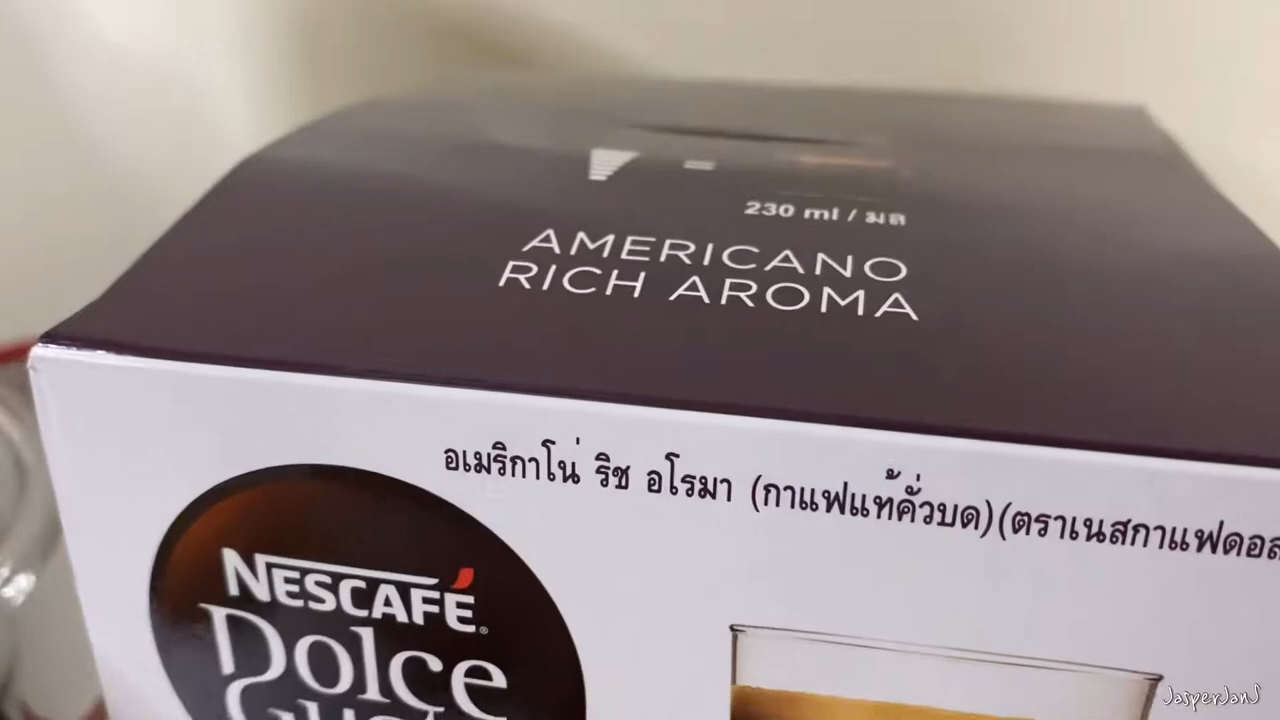 230 ml / มล
AMERICANO
RICH AROMA
อเมริกาโน่ ริช อโรมา (กาแฟแท้คั่วบด)(ตราเนสกาแฟดอล
NESCAFÉ®
Dolce
Gusto
JasperJanS